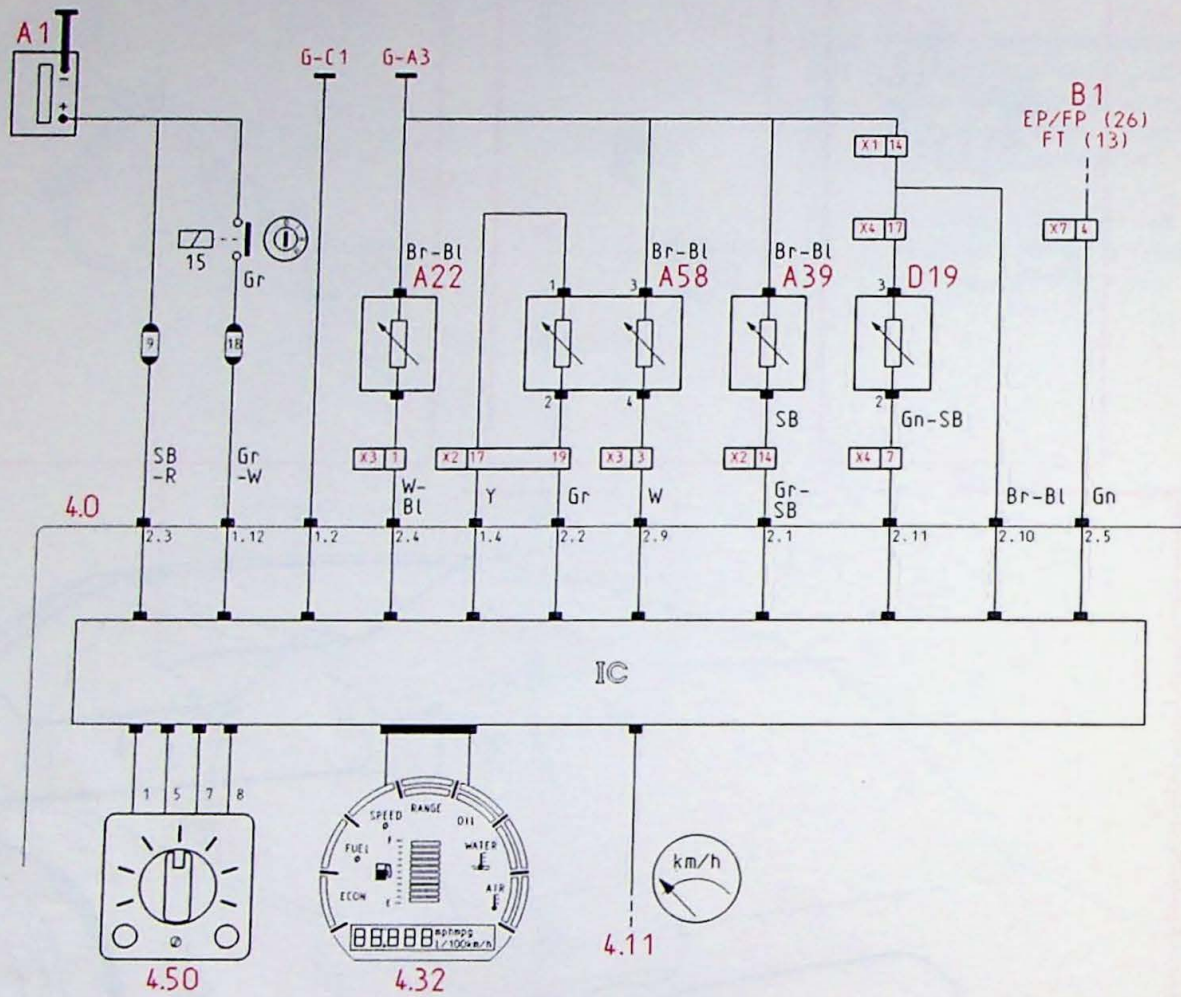 A1
G-C1
G-A3
B1
EP/FP (26)
FT (13)
X1 14
X4 17
X7 4
15
Gr
Br-Bl
A22
1
3
Br-Bl
A58
Br-Bl
A39
3
D19
9
18
2
4
SB
2
Gn-SB
SB
-R
Gr
-W
X3 1
X2 17
19
X3 3
X2 14
X4 7
W-
Bl
Y
Gr
W
Gr-
SB
Br-Bl
Gn
4.0
2.3
1.12
1.2
2.4
1.4
2.2
2.9
2.1
2.11
2.10
2.5
IC
1
5
7
8
SPEED
RANGE
OIL
FUEL
F
WATER
ECON
E
AIR
88.888
mphmpg
L/100km/h
km/h
4.50
4.32
4.11